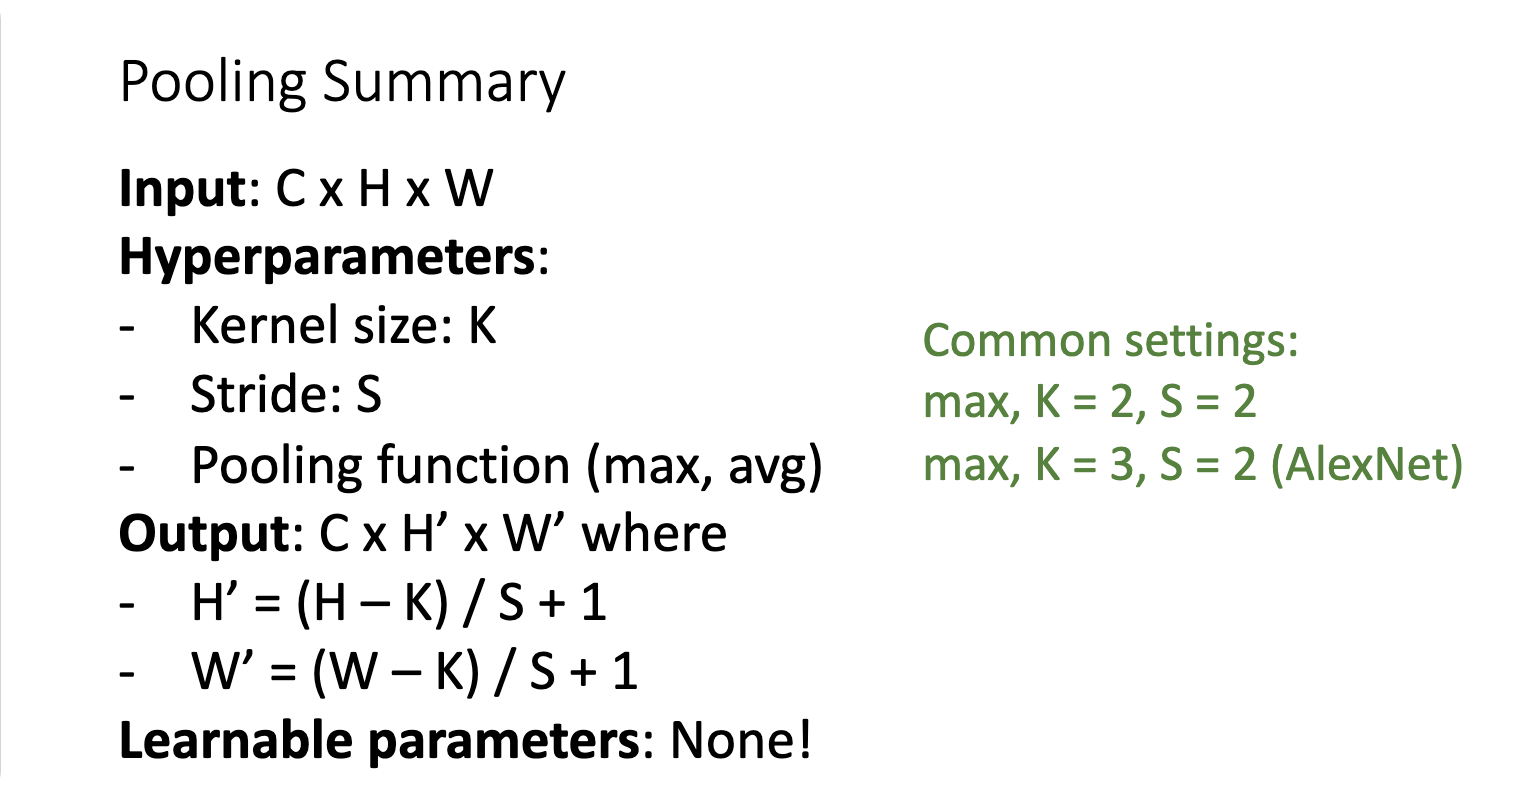 Pooling Summary
Input: C x H x W
Hyperparameters:
- Kernel size: K
- Stride: S
- Pooling function (max, avg)
Common settings:
max, K = 2, S = 2
max, K = 3, S = 2 (AlexNet)
Output: C x H’ x W’ where
- H’ = (H – K) / S + 1
- W’ = (W – K) / S + 1
Learnable parameters: None!